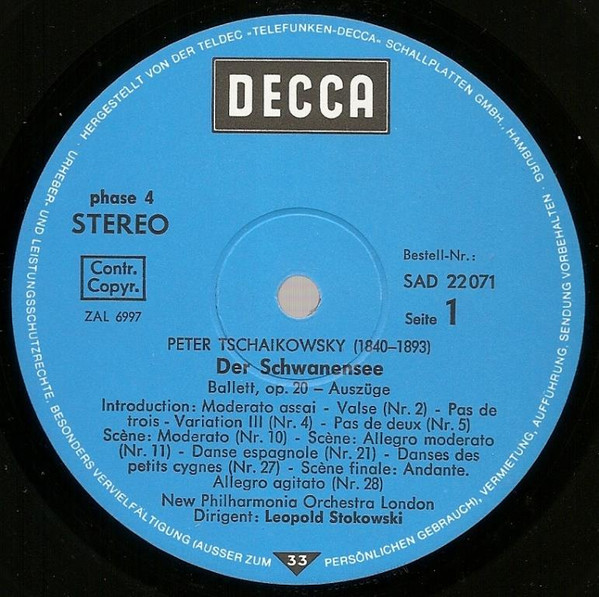 DECCA
phase 4
STEREO
Contr.
Copyr.
ZAL 6997
Bestell-Nr.:
SAD 22071
Seite 1
PETER TSCHAIKOWSKY (1840–1893)
Der Schwanensee
Ballett, op. 20 – Auszüge
Introduction: Moderato assai - Valse (Nr. 2) - Pas de
trois - Variation III (Nr. 4) - Pas de deux (Nr. 5)
Scène: Moderato (Nr. 10) - Scène: Allegro moderato
(Nr. 11) - Danse espagnole (Nr. 21) - Danses des
petits cygnes (Nr. 27) - Scène finale: Andante.
Allegro agitato (Nr. 28)
New Philharmonia Orchestra London
Dirigent: Leopold Stokowski
33
· HERGESTELLT VON DER TELDEC »TELEFUNKEN-DECCA« SCHALLPLATTEN GMBH., HAMBURG · URHEBER- UND LEISTUNGSSCHUTZRECHTE, BESONDERS VERVIELFÄLTIGUNG (AUSSER ZUM PERSÖNLICHEN GEBRAUCH), VERMIETUNG, AUFFÜHRUNG, SENDUNG VORBEHALTEN ·